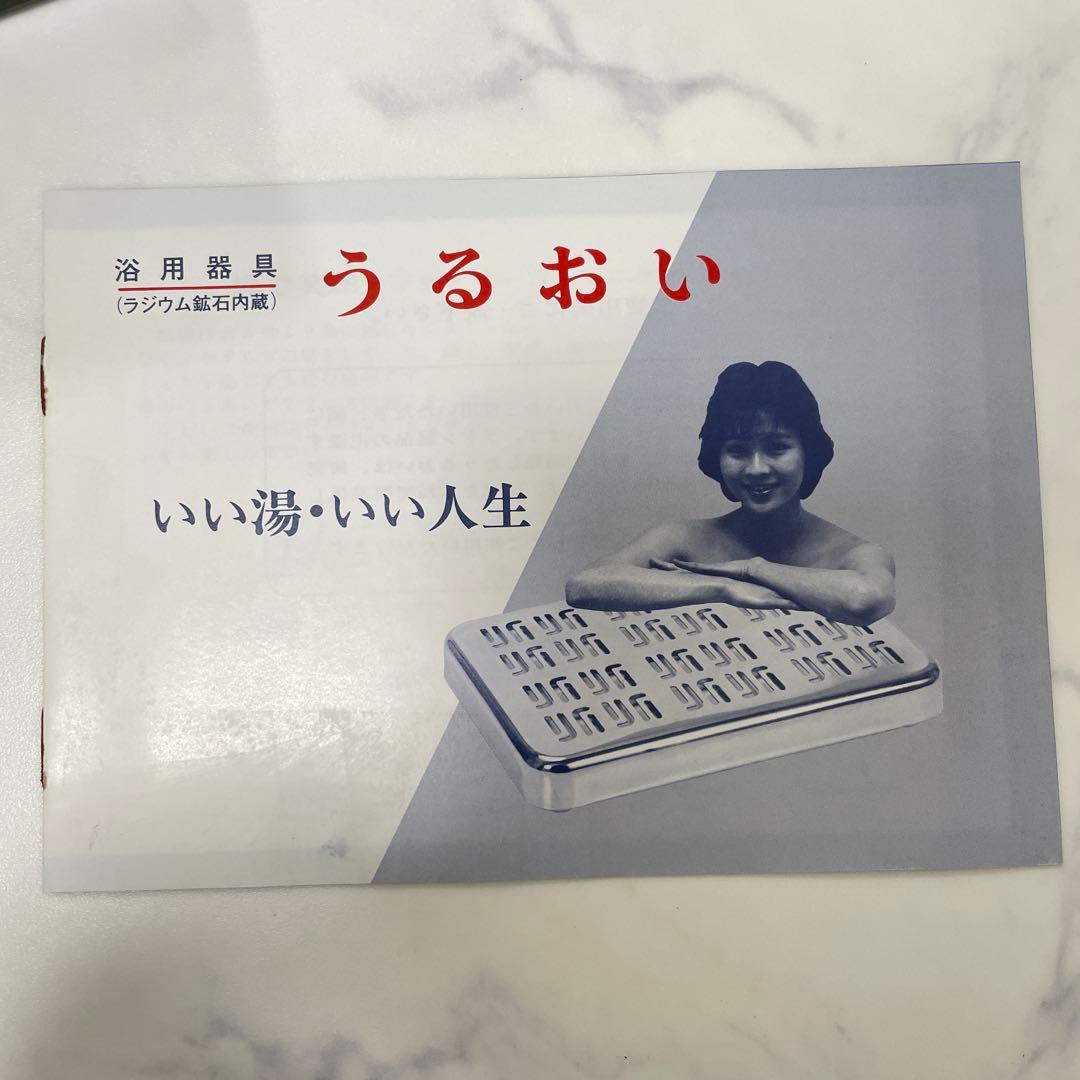 浴用器具
(ラジウム鉱石内蔵)
うるおい
いい湯・いい人生